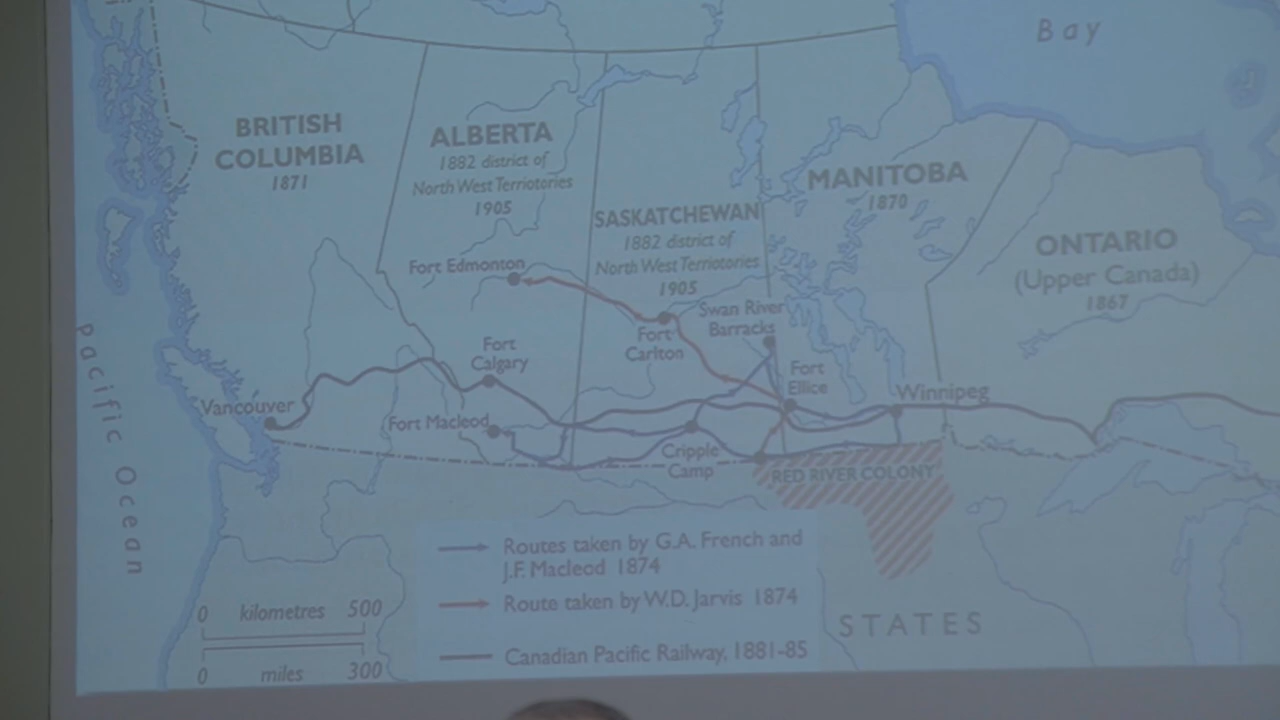 Bay
BRITISH
COLUMBIA
1871
ALBERTA
1882 district of
North West Terriotories
1905
MANITOBA
1870
SASKATCHEWAN
1882 district of
North West Terriotories
1905
ONTARIO
(Upper Canada)
1867
Fort Edmonton
Swan River
Barracks
Fort
Carlton
Fort
Calgary
Fort
Ellice
Winnipeg
Vancouver
Fort Macleod
Cripple
Camp
RED RIVER COLONY
Pacific Ocean
Routes taken by G.A. French and
J.F. Macleod 1874
Route taken by W.D. Jarvis 1874
Canadian Pacific Railway, 1881-85
STATES
0 kilometres 500
0 miles 300